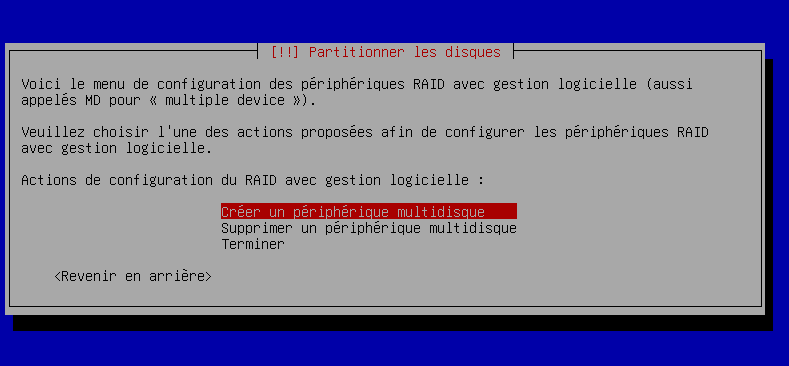 [!!] Partitionner les disques
Voici le menu de configuration des périphériques RAID avec gestion logicielle (aussi
appelés MD pour « multiple device »).
Veuillez choisir l'une des actions proposées afin de configurer les périphériques RAID
avec gestion logicielle.
Actions de configuration du RAID avec gestion logicielle :
Créer un périphérique multidisque
Supprimer un périphérique multidisque
Terminer
<Revenir en arrière>